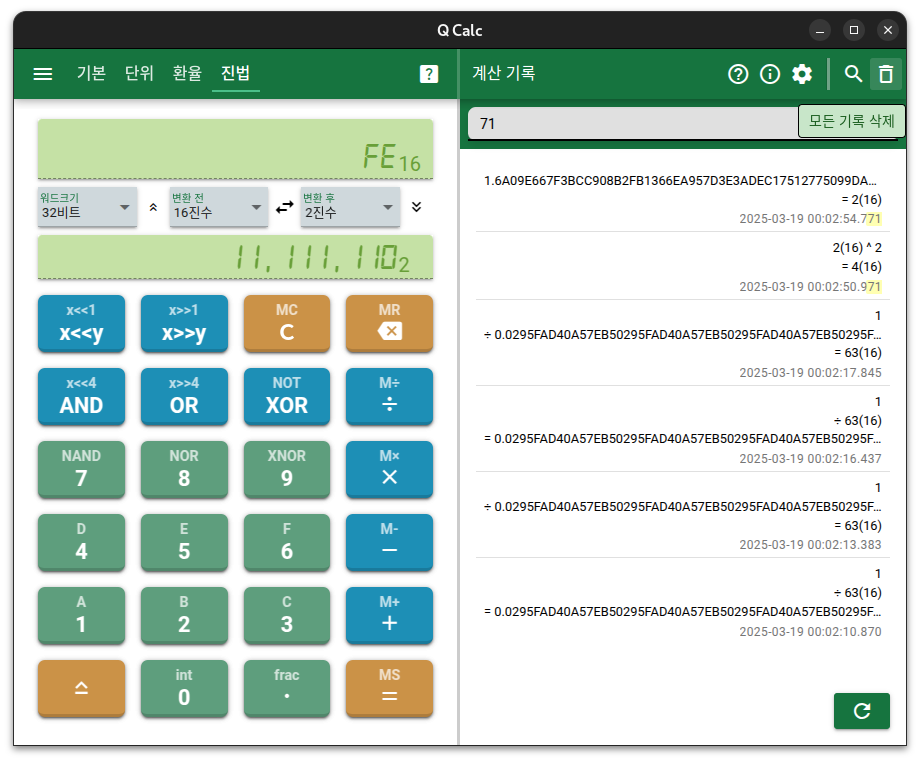 Q Calc
기본 단위 환율 진법 ?
계산 기록 ? i
71
모든 기록 삭제
FE16
워드크기
32비트
변환 전
16진수
변환 후
2진수
11,111,1102
x<<1
x<<y
x>>1
x>>y
MC
C
MR
x<<4
AND
x>>4
OR
NOT
XOR
M÷
÷
NAND
7
NOR
8
XNOR
9
M×
×
D
4
E
5
F
6
M-
−
A
1
B
2
C
3
M+
+
int
0
frac
.
MS
=
1.6A09E667F3BCC908B2FB1366EA957D3E3ADEC17512775099DA...
= 2(16)
2025-03-19 00:02:54.771
2(16) ^ 2
= 4(16)
2025-03-19 00:02:50.971
1
÷ 0.0295FAD40A57EB50295FAD40A57EB50295F...
= 63(16)
2025-03-19 00:02:17.845
1
÷ 63(16)
= 0.0295FAD40A57EB50295FAD40A57EB50295F...
2025-03-19 00:02:16.437
1
÷ 0.0295FAD40A57EB50295FAD40A57EB50295F...
= 63(16)
2025-03-19 00:02:13.383
1
÷ 63(16)
= 0.0295FAD40A57EB50295FAD40A57EB50295F...
2025-03-19 00:02:10.870